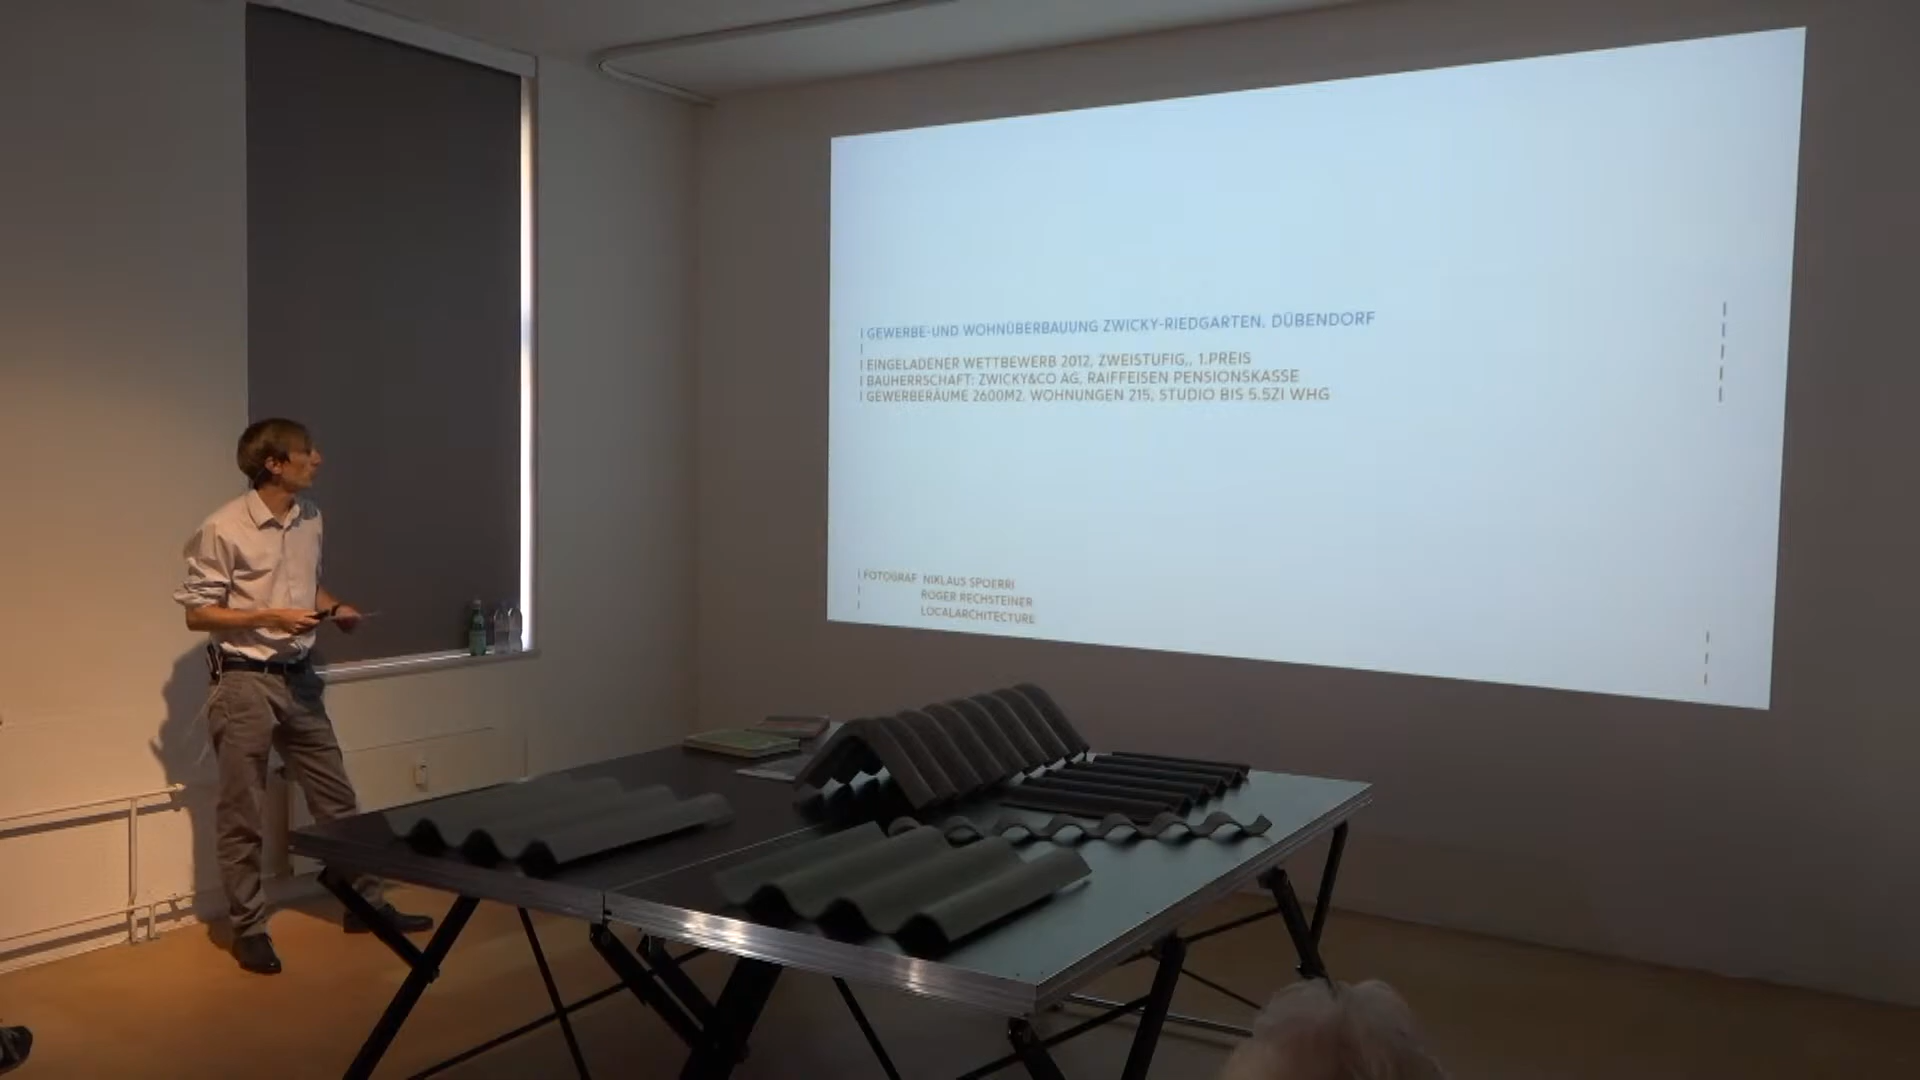 GEWERBE-UND WOHNÜBERBAUUNG ZWICKY-RIEDGARTEN. DÜBENDORF
EINGELADENER WETTBEWERB 2012, ZWEISTUFIG,, 1.PREIS
BAUHERRSCHAFT: ZWICKY&CO AG, RAIFFEISEN PENSIONSKASSE
GEWERBERÄUME 2600M2, WOHNUNGEN 215, STUDIO BIS 5.5ZI WHG
FOTOGRAF NIKLAUS SPOERRI
ROGER RECHSTEINER
LOCALARCHITECTURE